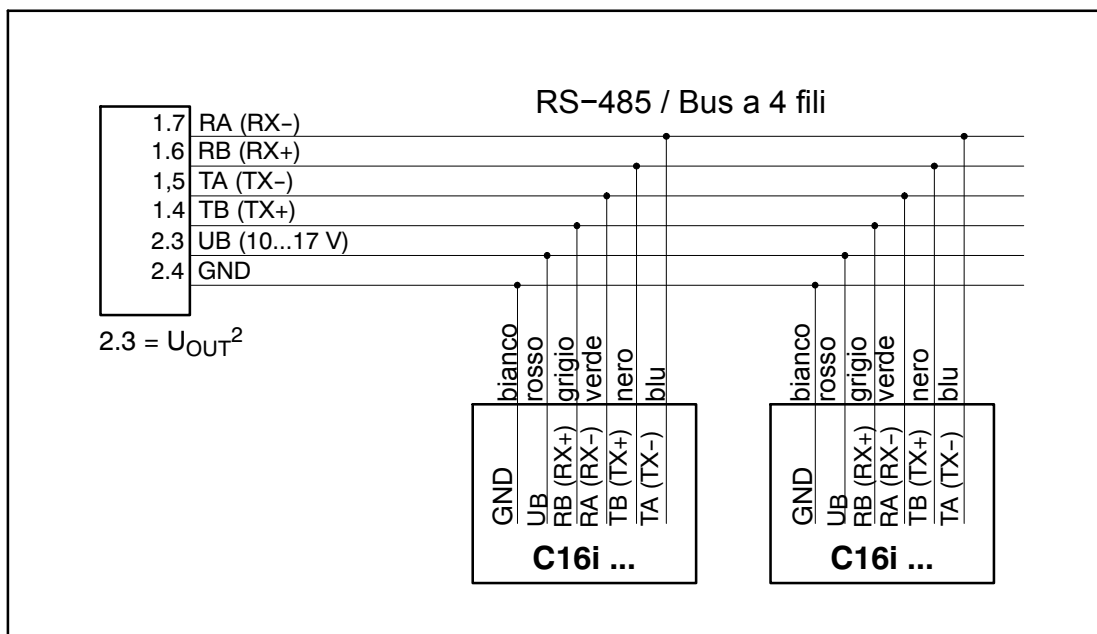 RS−485 / Bus a 4 fili
1.7 RA (RX−)
1.6 RB (RX+)
1,5 TA (TX−)
1.4 TB (TX+)
2.3 UB (10...17 V)
2.4 GND
2.3 = UOUT2
bianco
rosso
grigio
verde
nero
blu
GND
UB
RB (RX+)
RA (RX−)
TB (TX+)
TA (TX−)
C16i ...
bianco
rosso
grigio
verde
nero
blu
GND
UB
RB (RX+)
RA (RX−)
TB (TX+)
TA (TX−)
C16i ...